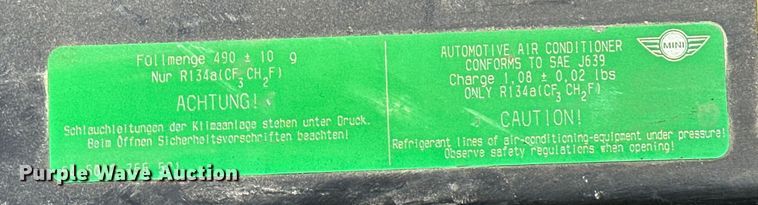 Füllmenge 490 ± 10 g
Nur R134a(CF3CH2F)
ACHTUNG!
Schlauchleitungen der Klimaanlage stehen unter Druck.
Beim Öffnen Sicherheitsvorschriften beachten!
AUTOMOTIVE AIR CONDITIONER
CONFORMS TO SAE J639
Charge 1,08 ± 0,02 lbs
ONLY R134a(CF3CH2F)
CAUTION!
Refrigerant lines of air-conditioning-equipment under pressure!
Observe safety regulations when opening!
MINI
Purple Wave Auction